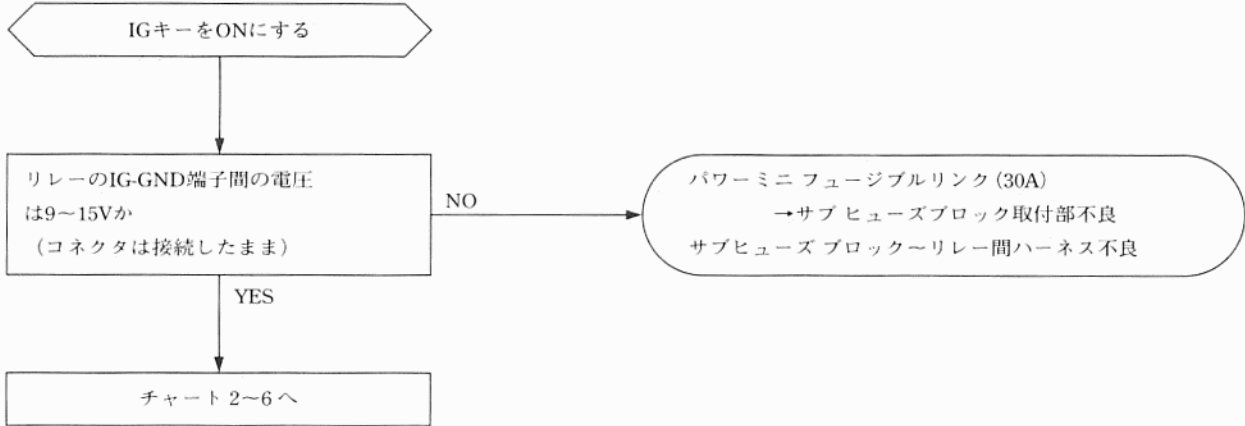 IGキーをONにする
リレーのIG-GND端子間の電圧
は9～15Vか
(コネクタは接続したまま)
NO
パワーミニ フュージブルリンク(30A)
→サブ ヒューズブロック取付部不良
サブヒューズ ブロック～リレー間ハーネス不良
YES
チャート 2～6 へ